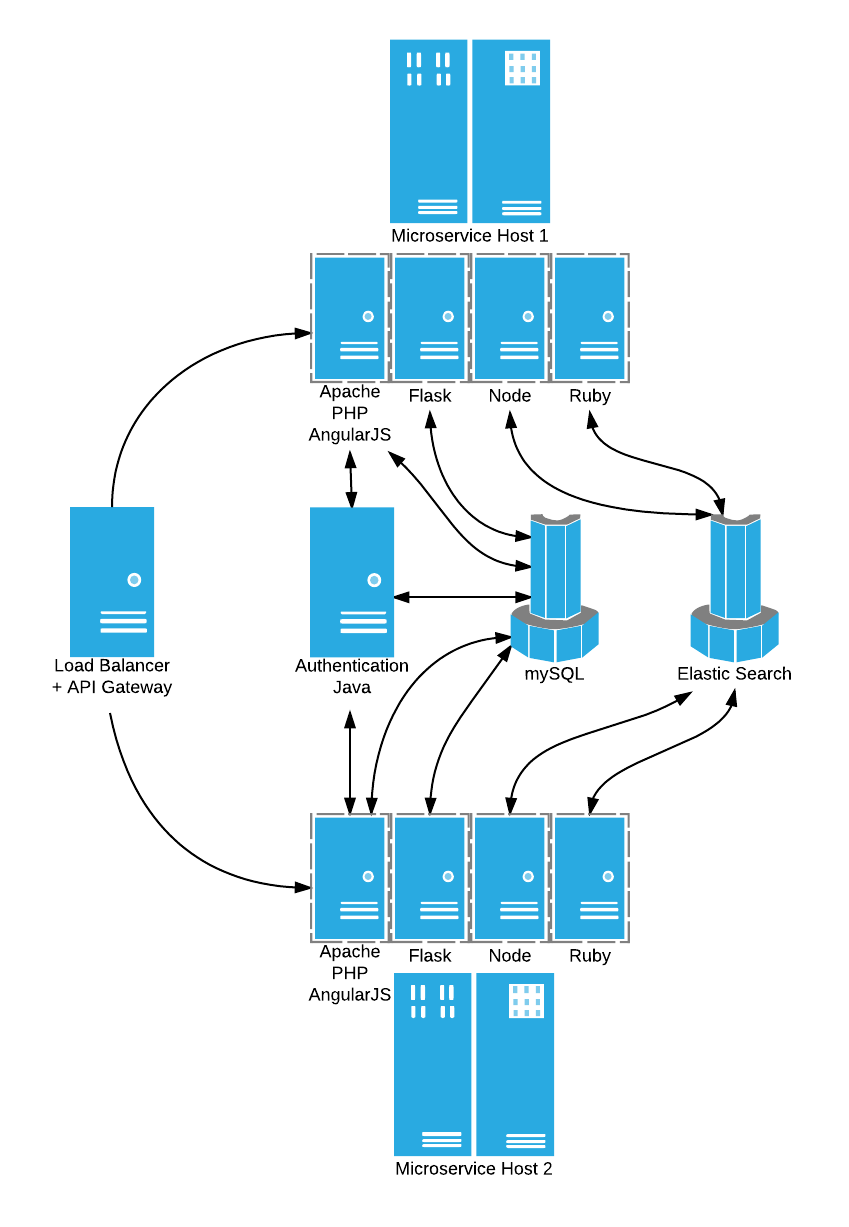 Microservice Host 1
Apache
PHP
AngularJS
Flask
Node
Ruby
Load Balancer
+ API Gateway
Authentication
Java
mySQL
Elastic Search
Apache
PHP
AngularJS
Flask
Node
Ruby
Microservice Host 2